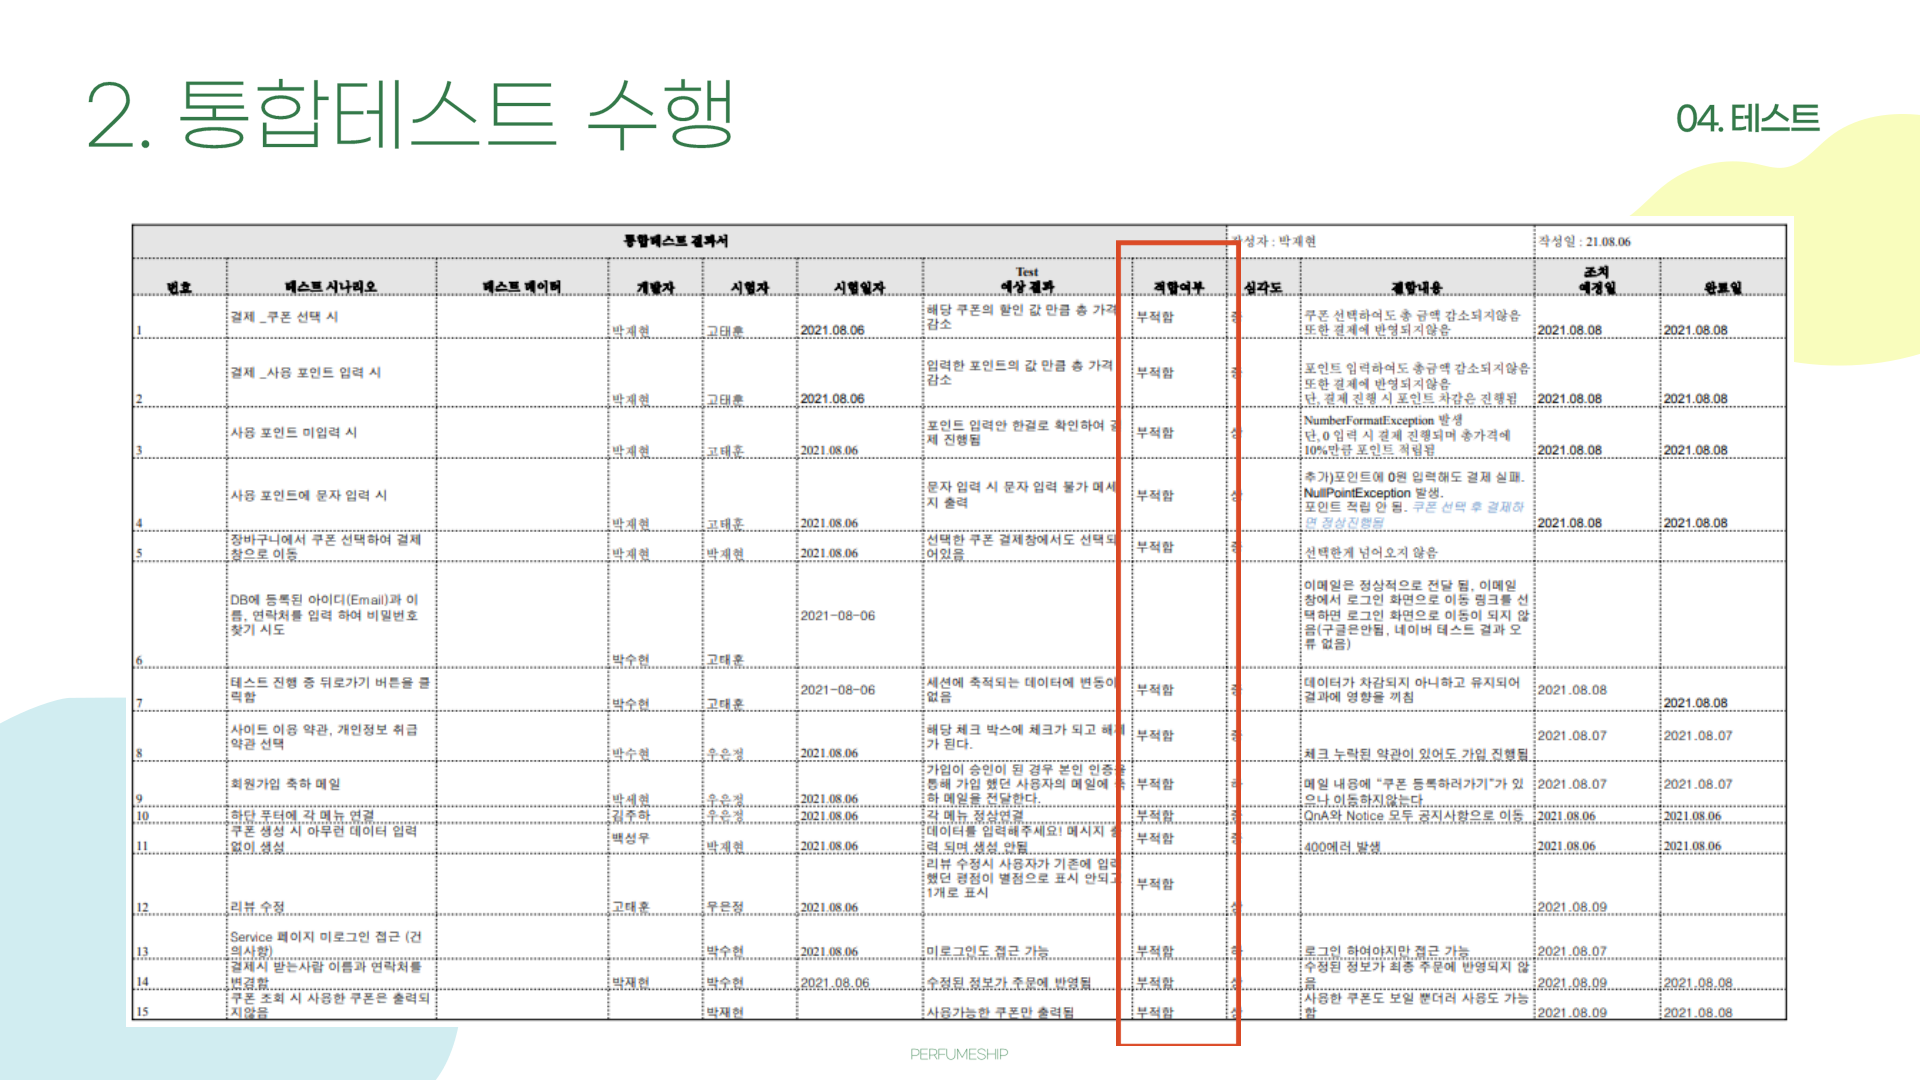 2. 통합테스트 수행
04. 테스트
통합테스트 결과서
작성자 : 박재현
작성일 : 21.08.06
번호
테스트 시나리오
테스트 데이터
개발자
시험자
시험일자
Test
예상 결과
적합여부
심각도
결함내용
조치
예정일
완료일
1
결제 _쿠폰 선택 시
박재현
고태훈
2021.08.06
해당 쿠폰의 할인 값 만큼 총 가격
감소
부적합
쿠폰 선택하여도 총 금액 감소되지않음
또한 결제에 반영되지않음
2021.08.08
2021.08.08
2
결제 _사용 포인트 입력 시
박재현
고태훈
2021.08.06
입력한 포인트의 값 만큼 총 가격
감소
부적합
포인트 입력하여도 총금액 감소되지않음
또한 결제에 반영되지않음
단, 결제 진행 시 포인트 차감은 진행됨
2021.08.08
2021.08.08
3
사용 포인트 미입력 시
박재현
고태훈
2021.08.06
포인트 입력안 한걸로 확인하여 결
제 진행됨
부적합
NumberFormatException 발생
단, 0 입력 시 결제 진행되며 총가격에
10%만큼 포인트 적립됨
2021.08.08
2021.08.08
4
사용 포인트에 문자 입력 시
박재현
고태훈
2021.08.06
문자 입력 시 문자 입력 불가 메세
지 출력
부적합
추가)포인트에 0원 입력해도 결제 실패.
NullPointException 발생.
포인트 적립 안 됨. 쿠폰 선택 후 결제하
면 정상진행됨
2021.08.08
2021.08.08
5
장바구니에서 쿠폰 선택하여 결제
창으로 이동
박재현
박재현
2021.08.06
선택한 쿠폰 결제창에서도 선택되
어있음
부적합
선택한게 넘어오지 않음
6
DB에 등록된 아이디(Email)과 이
름, 연락처를 입력 하여 비밀번호
찾기 시도
박수현
고태훈
2021-08-06
이메일은 정상적으로 전달 됨, 이메일
창에서 로그인 화면으로 이동 링크를 선
택하면 로그인 화면으로 이동이 되지 않
음(구글은안됨, 네이버 테스트 결과 오
류 없음)
7
테스트 진행 중 뒤로가기 버튼을 클
릭함
박수현
고태훈
2021-08-06
세션에 축적되는 데이터에 변동이
없음
부적합
데이터가 차감되지 아니하고 유지되어
결과에 영향을 끼침
2021.08.08
2021.08.08
8
사이트 이용 약관, 개인정보 취급
약관 선택
박수현
우은정
2021.08.06
해당 체크 박스에 체크가 되고 해제
가 된다.
부적합
체크 누락된 약관이 있어도 가입 진행됨
2021.08.07
2021.08.07
9
회원가입 축하 메일
박세현
우은정
2021.08.06
가입이 승인이 된 경우 본인 인증을
통해 가입 했던 사용자의 메일에 축
하 메일을 전달한다.
부적합
메일 내용에 “쿠폰 등록하러가기”가 있
으나 이동하지않는다
2021.08.07
2021.08.07
10
하단 푸터에 각 메뉴 연결
김주하
우은정
2021.08.06
각 메뉴 정상연결
부적합
QnA와 Notice 모두 공지사항으로 이동
2021.08.06
2021.08.06
11
쿠폰 생성 시 아무런 데이터 입력
없이 생성
백성우
박재현
2021.08.06
데이터를 입력해주세요! 메시지 출
력 되며 생성 안됨
부적합
400에러 발생
2021.08.06
2021.08.06
12
리뷰 수정
고태훈
우은정
2021.08.06
리뷰 수정시 사용자가 기존에 입력
했던 평점이 별점으로 표시 안되고
1개로 표시
부적합
2021.08.09
13
Service 페이지 미로그인 접근 (건
의사항)
박수현
2021.08.06
미로그인도 접근 가능
부적합
로그인 하여야지만 접근 가능
2021.08.07
14
결제시 받는사람 이름과 연락처를
변경함
박재현
박수현
2021.08.06
수정된 정보가 주문에 반영됨
부적합
수정된 정보가 최종 주문에 반영되지 않
음
2021.08.09
2021.08.08
15
쿠폰 조회 시 사용한 쿠폰은 출력되
지않음
박재현
사용가능한 쿠폰만 출력됨
부적합
사용한 쿠폰도 보일 뿐더러 사용도 가능
함
2021.08.09
2021.08.08
PERFUMESHIP